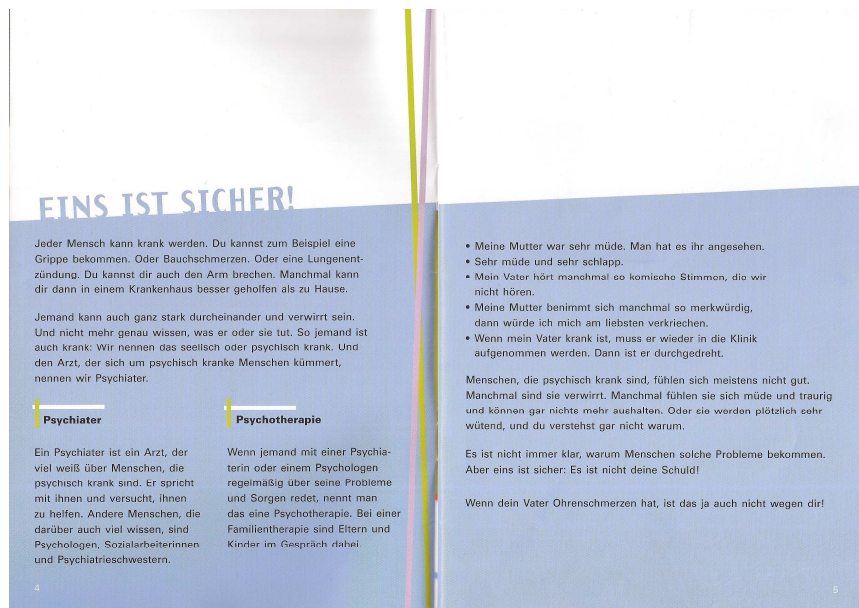 EINS IST SICHER!
Jeder Mensch kann krank werden. Du kannst zum Beispiel eine
Grippe bekommen. Oder Bauchschmerzen. Oder eine Lungenent-
zündung. Du kannst dir auch den Arm brechen. Manchmal kann
dir dann in einem Krankenhaus besser geholfen als zu Hause.
Jemand kann auch ganz stark durcheinander und verwirrt sein.
Und nicht mehr genau wissen, was er oder sie tut. So jemand ist
auch krank: Wir nennen das seelisch oder psychisch krank. Und
den Arzt, der sich um psychisch kranke Menschen kümmert,
nennen wir Psychiater.
Psychiater
Ein Psychiater ist ein Arzt, der
viel weiß über Menschen, die
psychisch krank sind. Er spricht
mit ihnen und versucht, ihnen
zu helfen. Andere Menschen, die
darüber auch viel wissen, sind
Psychologen, Sozialarbeiterinnen
und Psychiatrieschwestern.
Psychotherapie
Wenn jemand mit einer Psychia-
terin oder einem Psychologen
regelmäßig über seine Probleme
und Sorgen redet, nennt man
das eine Psychotherapie. Bei einer
Familientherapie sind Eltern und
Kinder im Gespräch dabei.
4
• Meine Mutter war sehr müde. Man hat es ihr angesehen.
• Sehr müde und sehr schlapp.
• Mein Vater hört manchmal so komische Stimmen, die wir
nicht hören.
• Meine Mutter benimmt sich manchmal so merkwürdig,
dann würde ich mich am liebsten verkriechen.
• Wenn mein Vater krank ist, muss er wieder in die Klinik
aufgenommen werden. Dann ist er durchgedreht.
Menschen, die psychisch krank sind, fühlen sich meistens nicht gut.
Manchmal sind sie verwirrt. Manchmal fühlen sie sich müde und traurig
und können gar nichts mehr aushalten. Oder sie werden plötzlich sehr
wütend, und du verstehst gar nicht warum.
Es ist nicht immer klar, warum Menschen solche Probleme bekommen.
Aber eins ist sicher: Es ist nicht deine Schuld!
Wenn dein Vater Ohrenschmerzen hat, ist das ja auch nicht wegen dir!
5